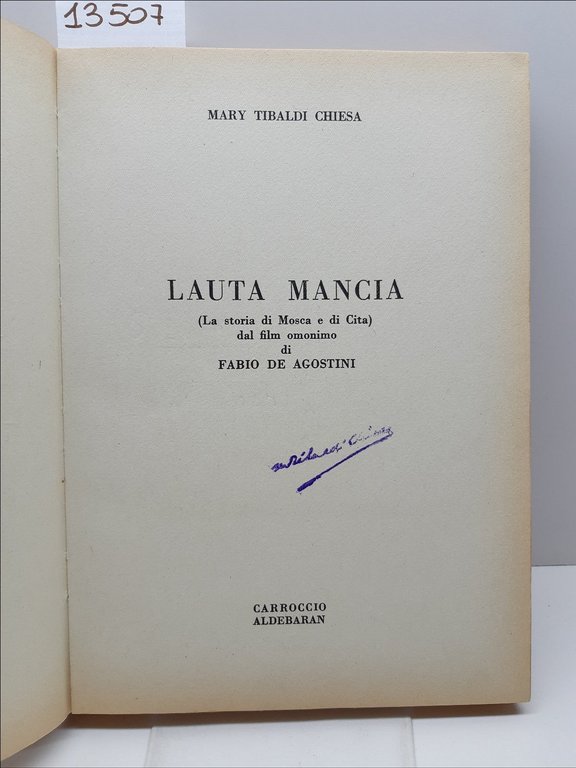 13507
MARY TIBALDI CHIESA
LAUTA MANCIA
(La storia di Mosca e di Cita)
dal film omonimo
di
FABIO DE AGOSTINI
CARROCCIO
ALDEBARAN